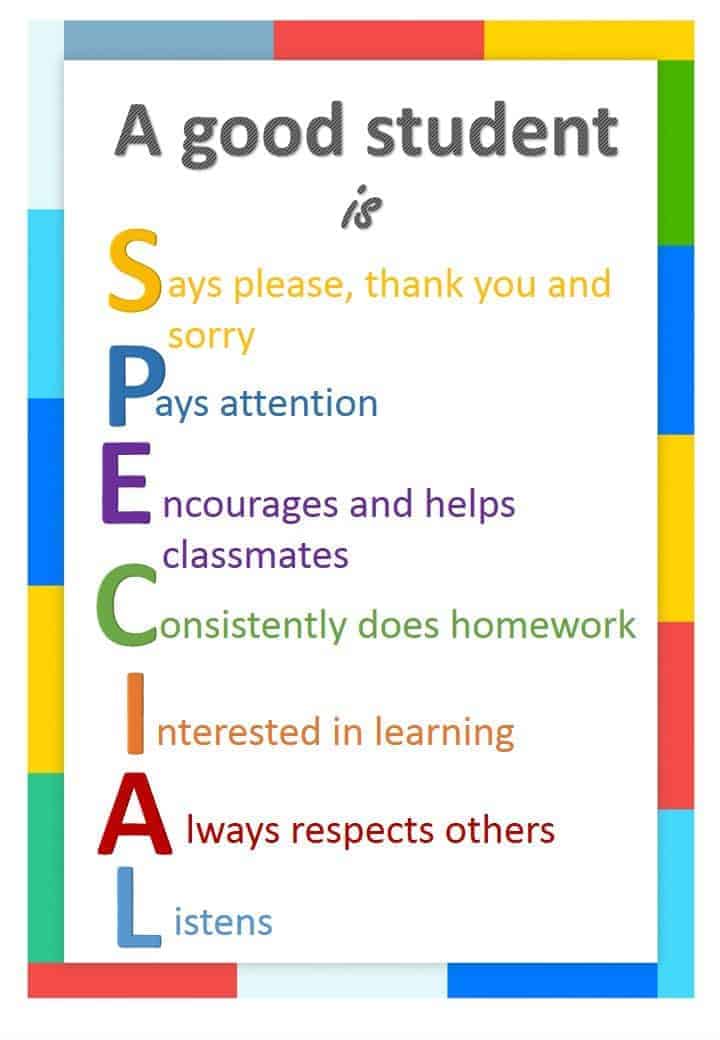 A good student
is
Says please, thank you and
sorry
Pays attention
Encourages and helps
classmates
Consistently does homework
Interested in learning
Always respects others
Listens